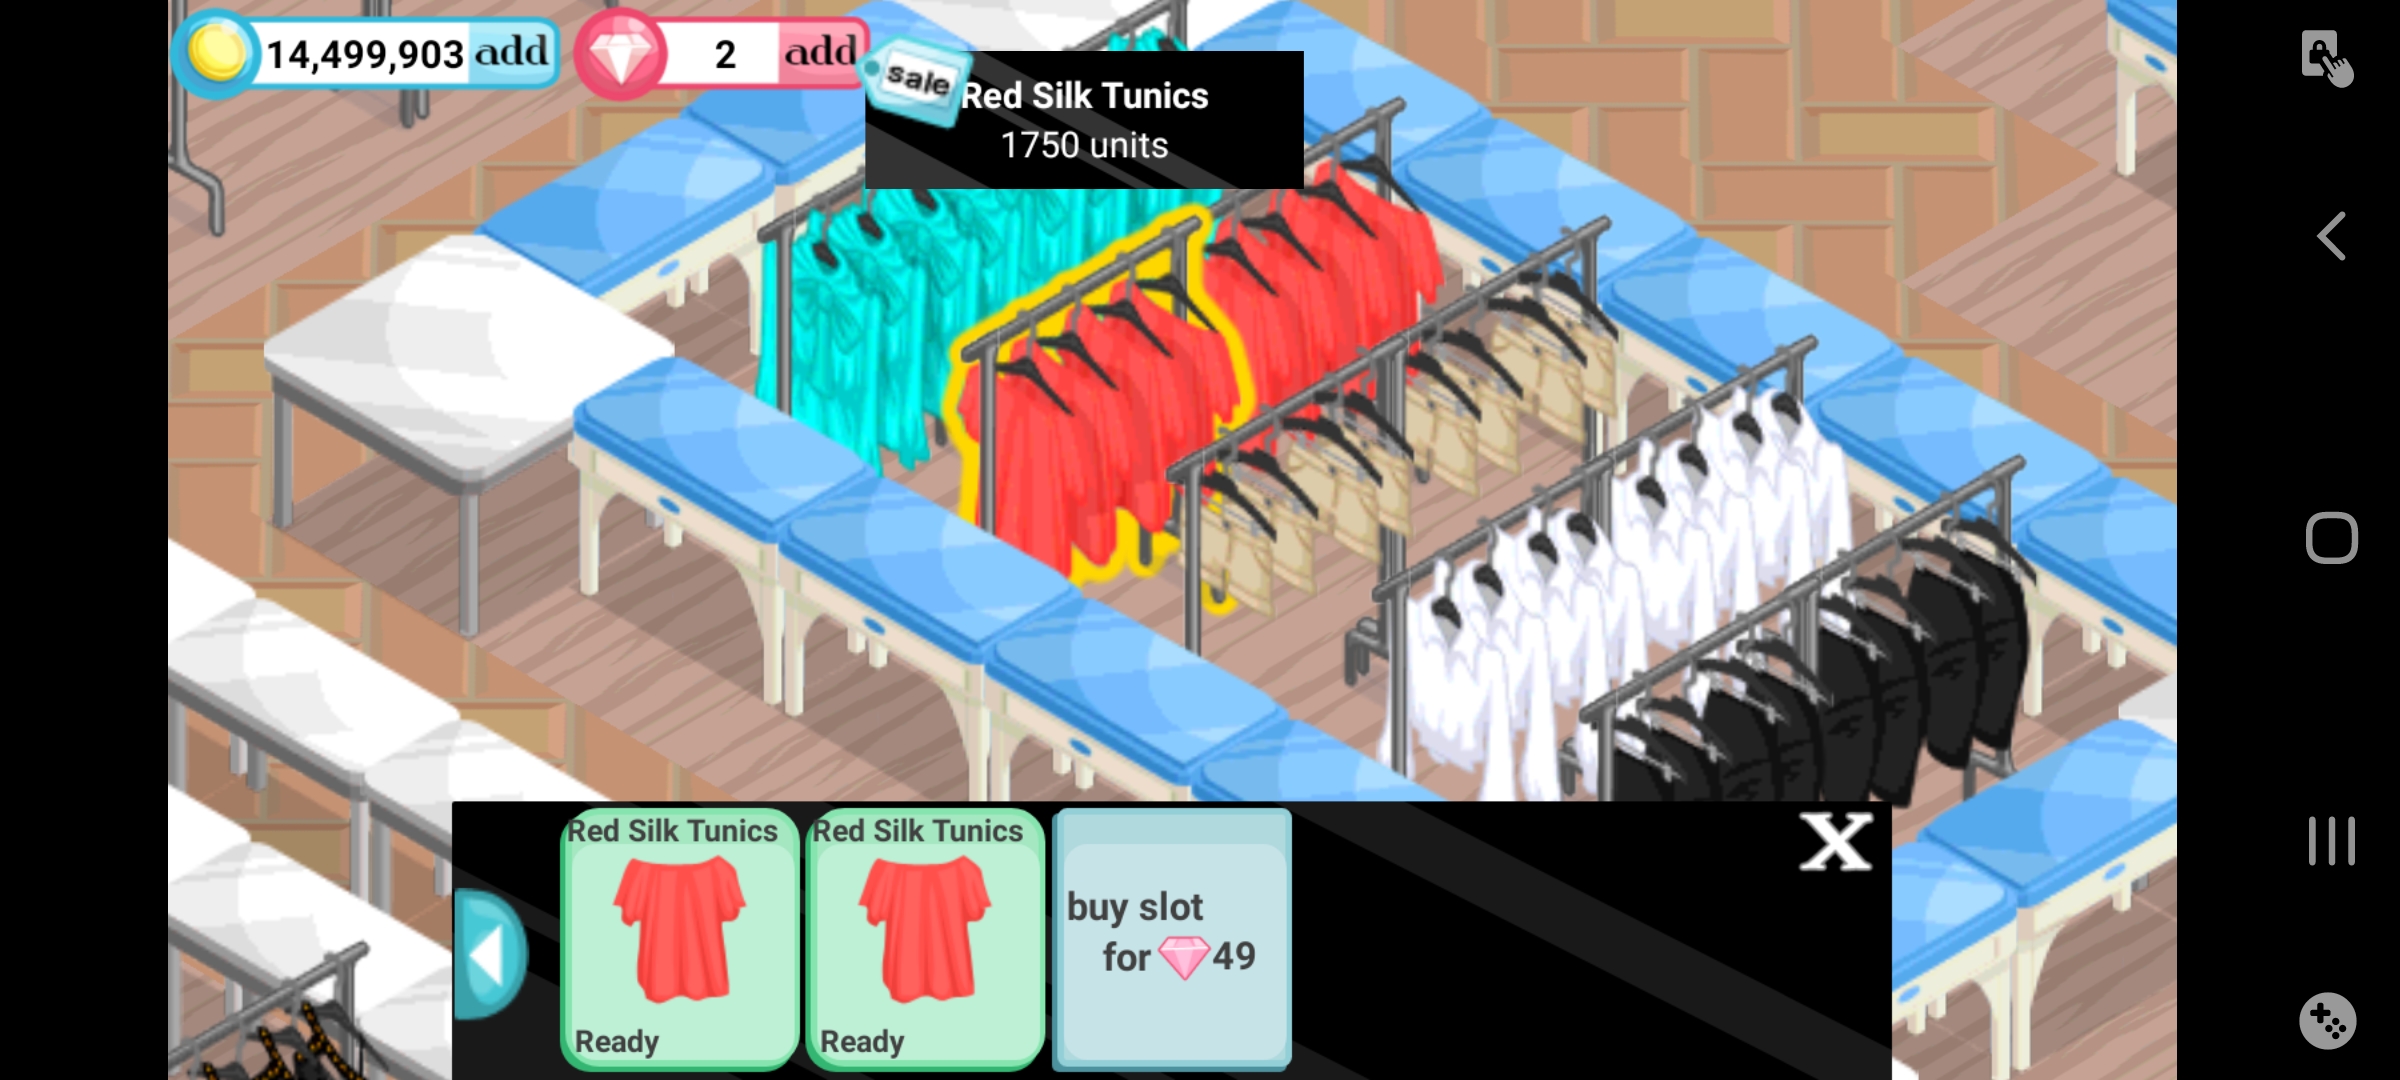 14,499,903 add
2 add
sale
Red Silk Tunics
1750 units
Red Silk Tunics
Ready
Red Silk Tunics
Ready
buy slot
for 49
X